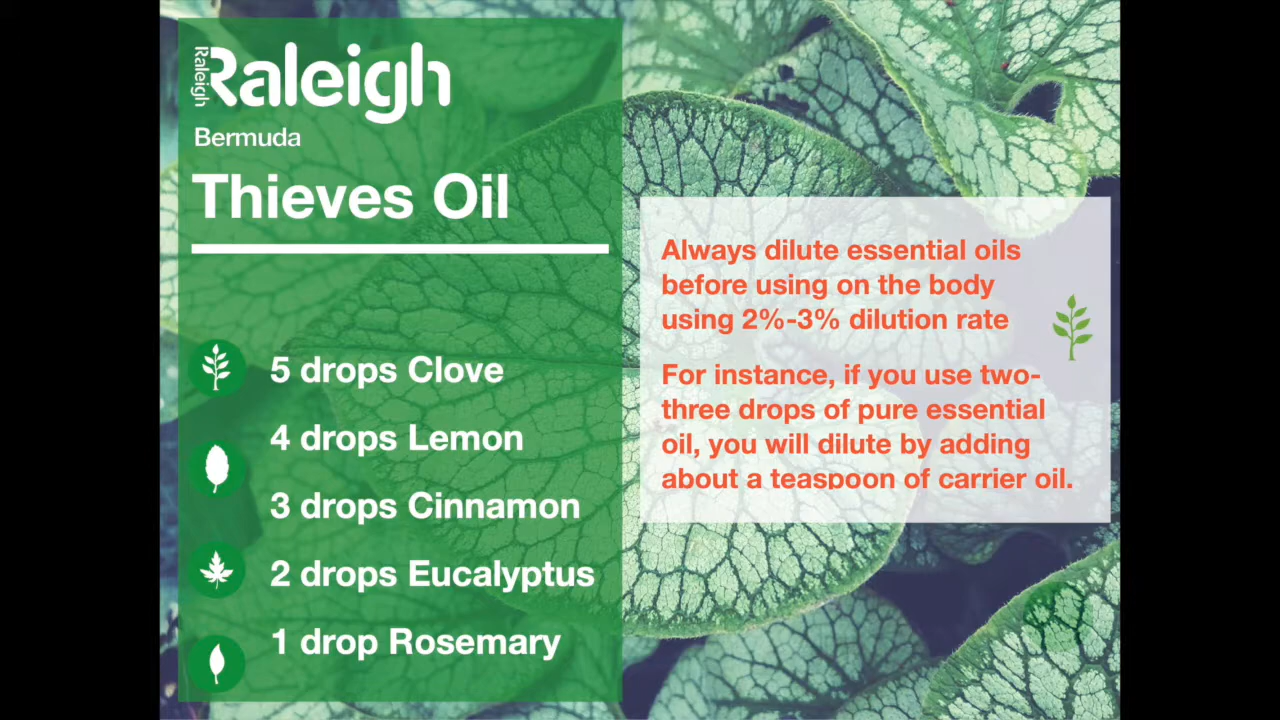 Raleigh
Raleigh
Bermuda
Thieves Oil
5 drops Clove
4 drops Lemon
3 drops Cinnamon
2 drops Eucalyptus
1 drop Rosemary
Always dilute essential oils
before using on the body
using 2%-3% dilution rate
For instance, if you use two-
three drops of pure essential
oil, you will dilute by adding
about a teaspoon of carrier oil.